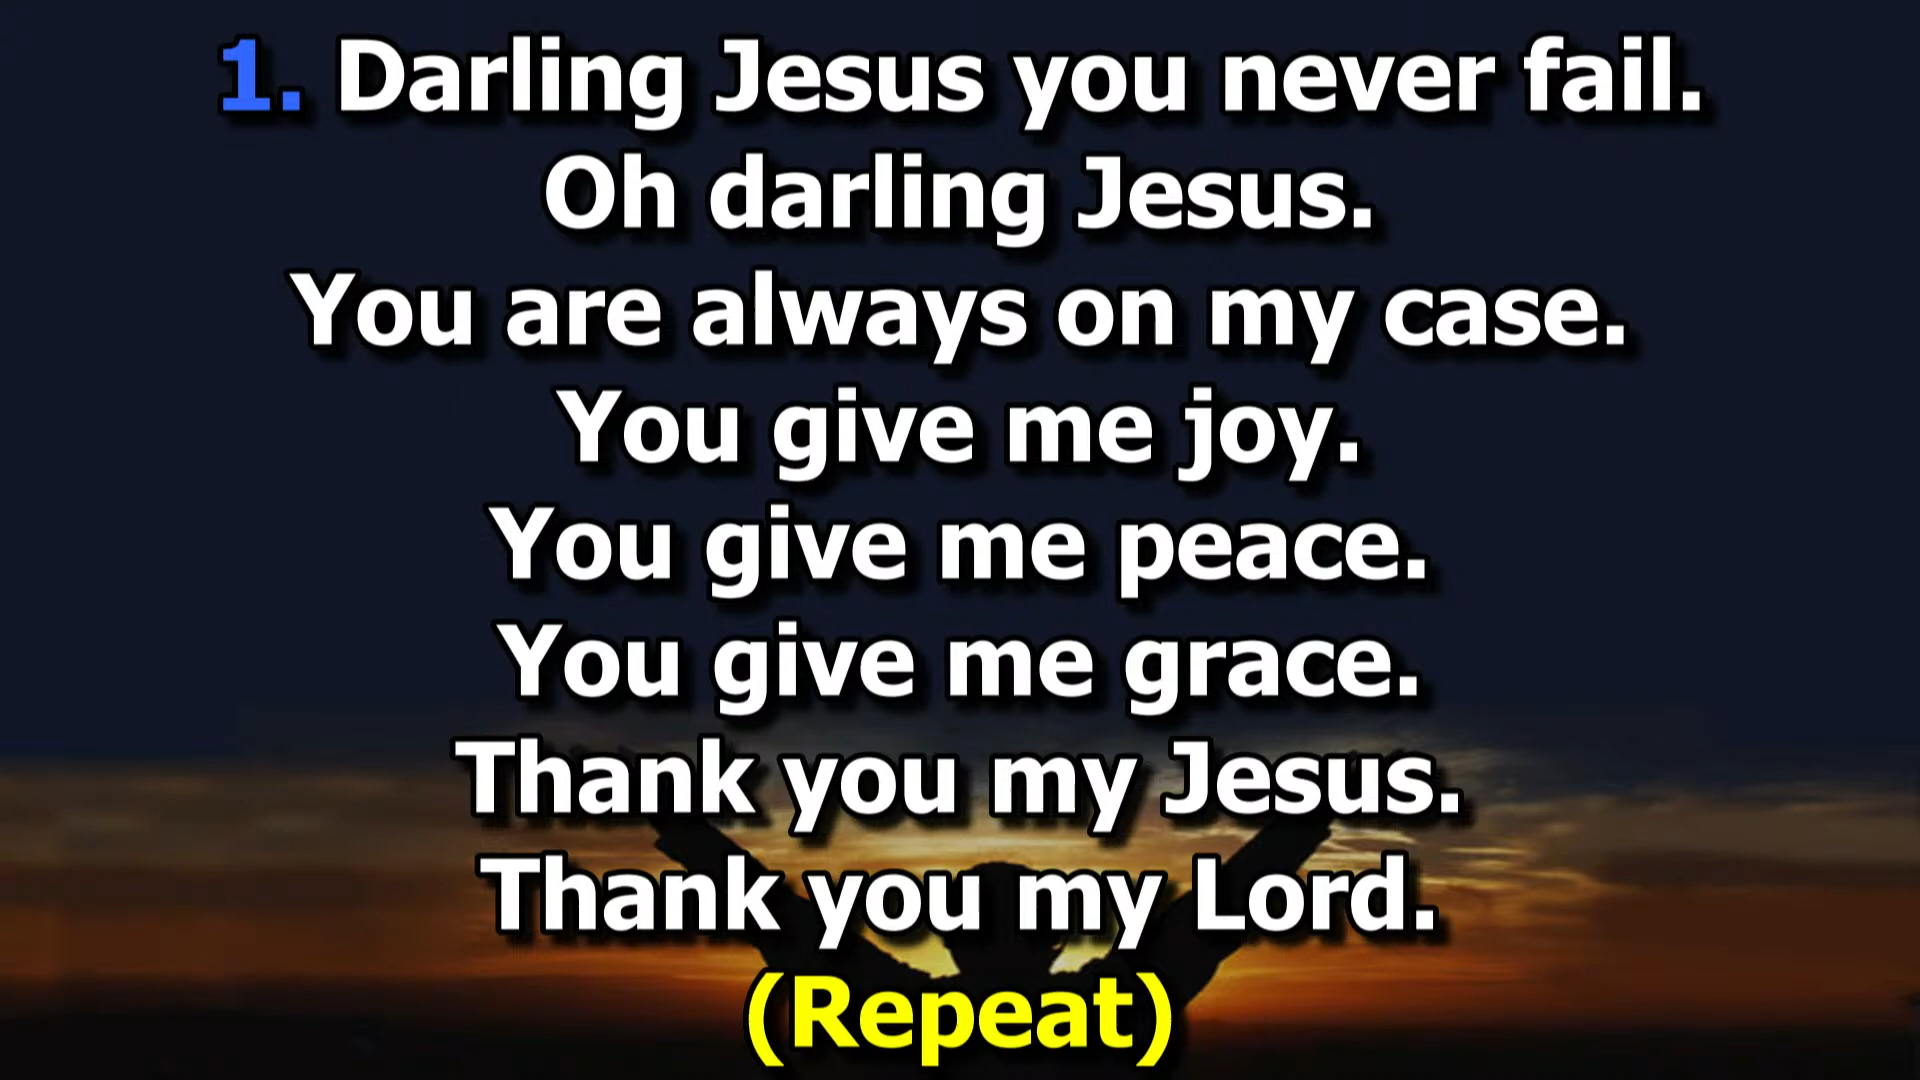 1. Darling Jesus you never fail.
Oh darling Jesus.
You are always on my case.
You give me joy.
You give me peace.
You give me grace.
Thank you my Jesus.
Thank you my Lord.
(Repeat)